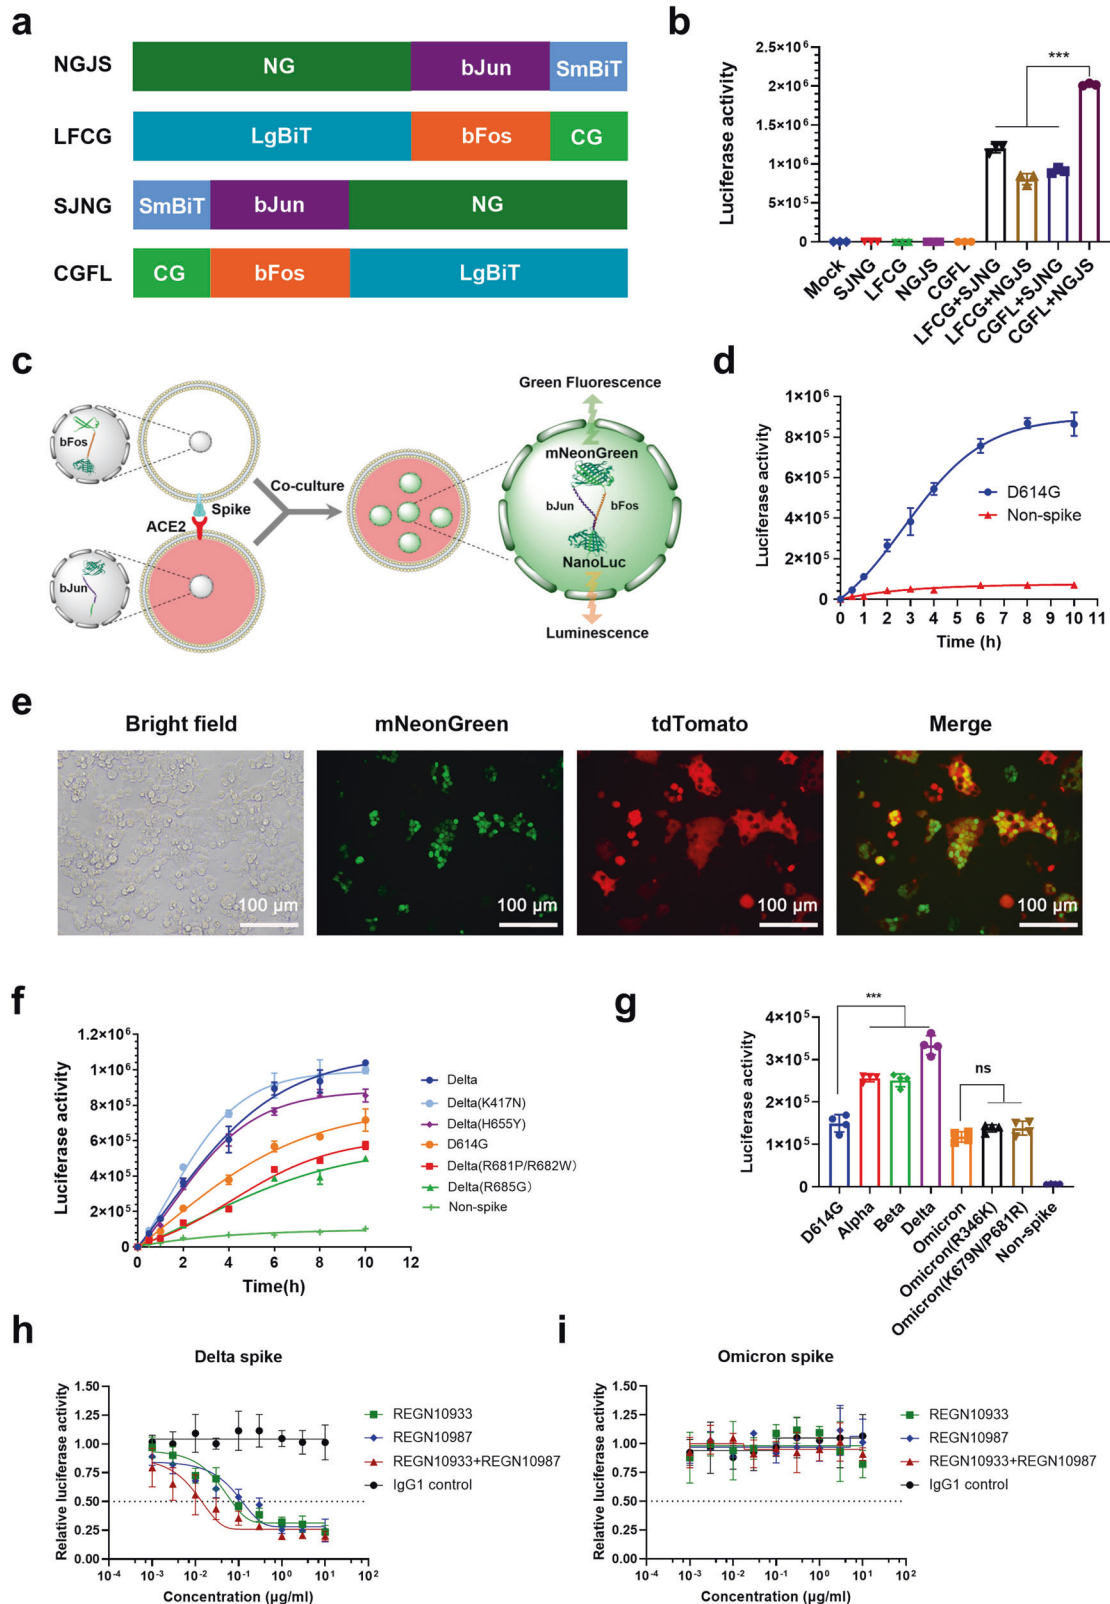 a
NGJS
NG
bJun
SmBiT
LFCG
LgBiT
bFos
CG
SJNG
SmBiT
bJun
NG
CGFL
CG
bFos
LgBiT
b
Luciferase activity
2.5×10⁶
2×10⁶
1.5×10⁶
1×10⁶
5×10⁵
0
***
Mock
SJNG
LFCG
NGJS
CGFL
LFCG+SJNG
LFCG+NGJS
CGFL+SJNG
CGFL+NGJS
c
bFos
bJun
Spike
ACE2
Co-culture
Green Fluorescence
mNeonGreen
bJun
bFos
NanoLuc
Luminescence
d
Luciferase activity
1×10⁶
8×10⁵
6×10⁵
4×10⁵
2×10⁵
0
D614G
Non-spike
0 1 2 3 4 5 6 7 8 9 10 11
Time (h)
e
Bright field
mNeonGreen
tdTomato
Merge
100 μm
100 μm
100 μm
100 μm
f
Luciferase activity
1.2×10⁶
1×10⁶
8×10⁵
6×10⁵
4×10⁵
2×10⁵
0
0 2 4 6 8 10 12
Time(h)
Delta
Delta(K417N)
Delta(H655Y)
D614G
Delta(R681P/R682W)
Delta(R685G)
Non-spike
g
Luciferase activity
4×10⁵
3×10⁵
2×10⁵
1×10⁵
0
***
ns
D614G
Alpha
Beta
Delta
Omicron
Omicron(R346K)
Omicron(K679N/P681R)
Non-spike
h
Delta spike
Relative luciferase activity
1.50
1.25
1.00
0.75
0.50
0.25
0.00
10⁻⁴ 10⁻³ 10⁻² 10⁻¹ 10⁰ 10¹ 10²
Concentration (μg/ml)
REGN10933
REGN10987
REGN10933+REGN10987
IgG1 control
i
Omicron spike
Relative luciferase activity
1.50
1.25
1.00
0.75
0.50
0.25
0.00
10⁻⁴ 10⁻³ 10⁻² 10⁻¹ 10⁰ 10¹ 10²
Concentration (μg/ml)
REGN10933
REGN10987
REGN10933+REGN10987
IgG1 control